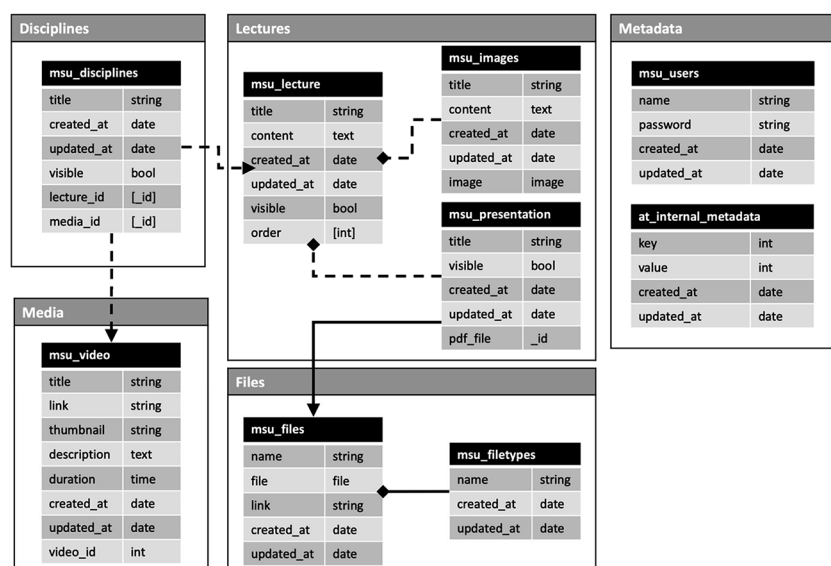 Disciplines
msu_disciplines
title string
created_at date
updated_at date
visible bool
lecture_id [_id]
media_id [_id]
Lectures
msu_lecture
title string
content text
created_at date
updated_at date
visible bool
order [int]
msu_images
title string
content text
created_at date
updated_at date
image image
msu_presentation
title string
visible bool
created_at date
updated_at date
pdf_file _id
Metadata
msu_users
name string
password string
created_at date
updated_at date
at_internal_metadata
key int
value int
created_at date
updated_at date
Media
msu_video
title string
link string
thumbnail string
description text
duration time
created_at date
updated_at date
video_id int
Files
msu_files
name string
file file
link string
created_at date
updated_at date
msu_filetypes
name string
created_at date
updated_at date